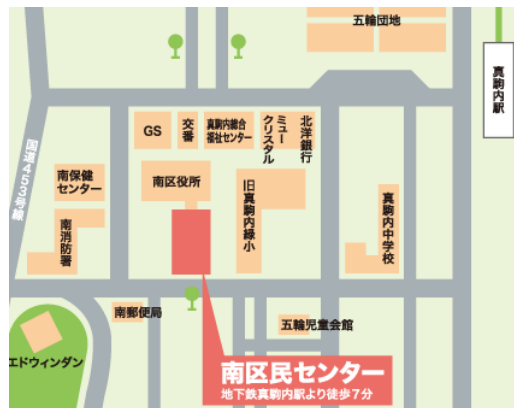 五輪団地
真駒内駅
国道453号線
GS
交番
真駒内総合
福祉センター
ミュー
クリスタル
北洋銀行
南保健
センター
南区役所
旧真駒内緑小
真駒内中学校
南消防署
南郵便局
五輪児童会館
エドウィンダン
南区民センター
地下鉄真駒内駅より徒歩7分